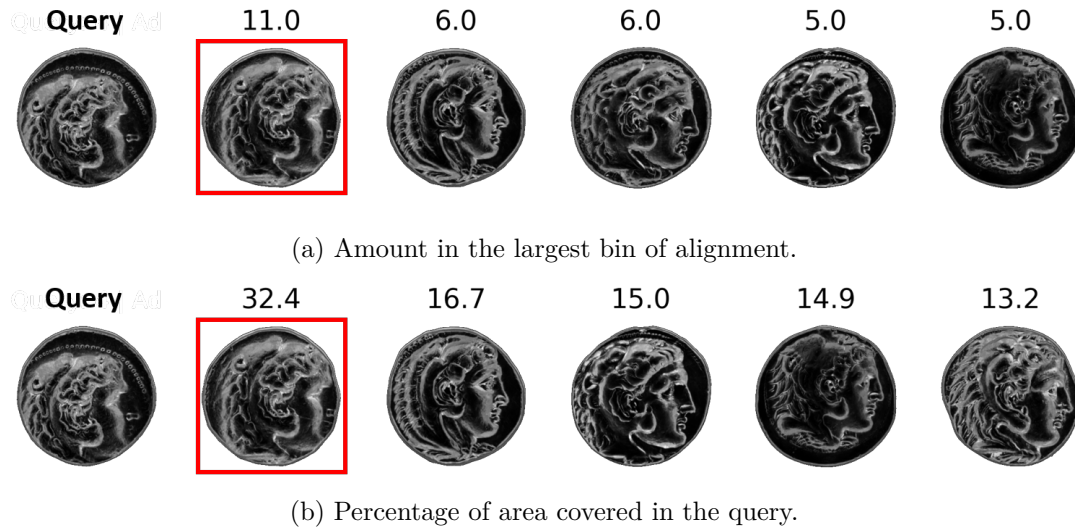 Query 11.0 6.0 6.0 5.0 5.0
(a) Amount in the largest bin of alignment.
Query 32.4 16.7 15.0 14.9 13.2
(b) Percentage of area covered in the query.